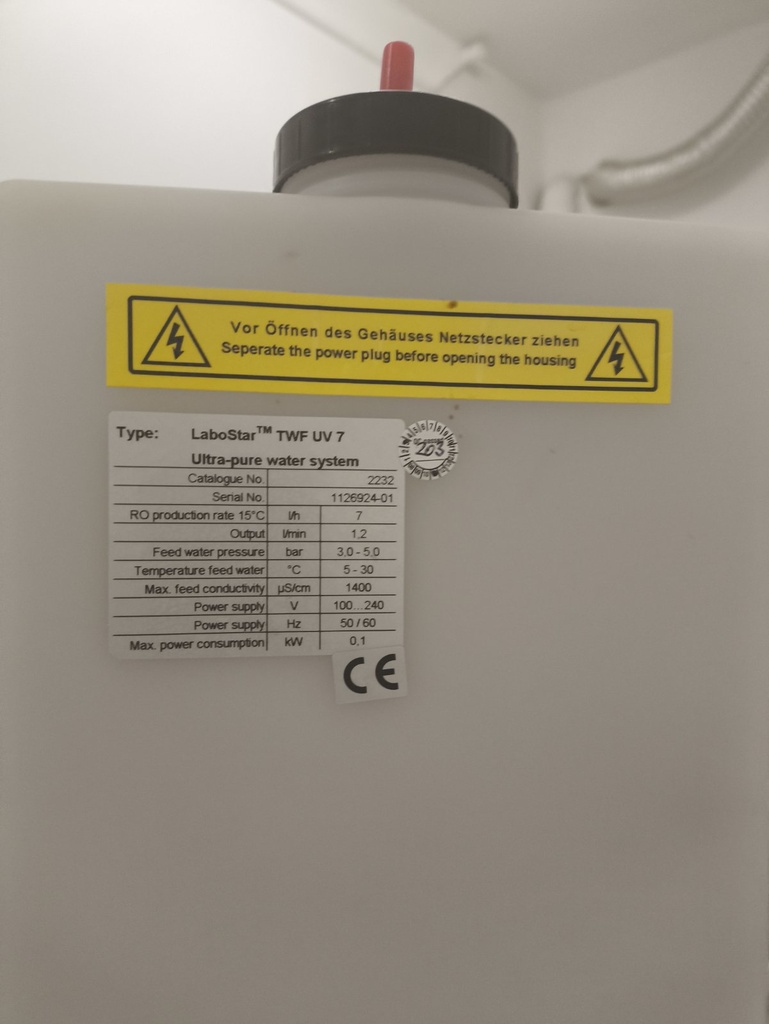 Vor Öffnen des Gehäuses Netzstecker ziehen
Seperate the power plug before opening the housing
Type: LaboStar™ TWF UV 7
Ultra-pure water system
Catalogue No. 2232
Serial No. 1126924-01
RO production rate 15°C l/h 7
Output l/min 1,2
Feed water pressure bar 3,0 - 5,0
Temperature feed water °C 5 - 30
Max. feed conductivity µS/cm 1400
Power supply V 100...240
Power supply Hz 50 / 60
Max. power consumption kW 0,1
203
CE